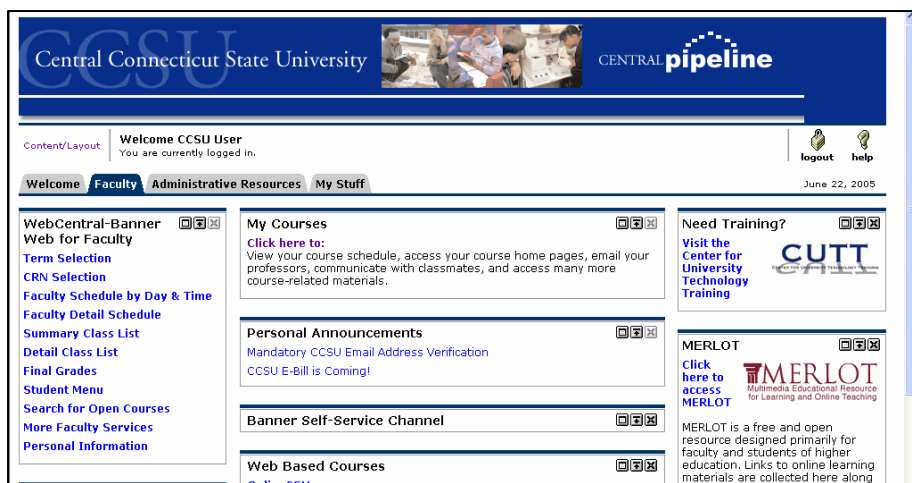 CCSU
Central Connecticut State University
CENTRAL pipeline
Content/Layout
Welcome CCSU User
You are currently logged in.
logout help
Welcome Faculty Administrative Resources My Stuff
June 22, 2005
WebCentral-Banner
Web for Faculty
Term Selection
CRN Selection
Faculty Schedule by Day & Time
Faculty Detail Schedule
Summary Class List
Detail Class List
Final Grades
Student Menu
Search for Open Courses
More Faculty Services
Personal Information
My Courses
Click here to:
View your course schedule, access your course home pages, email your
professors, communicate with classmates, and access many more
course-related materials.
Personal Announcements
Mandatory CCSU Email Address Verification
CCSU E-Bill is Coming!
Banner Self-Service Channel
Web Based Courses
Online CCSU
Need Training?
Visit the
Center for
University
Technology
Training
CUTT
CENTER FOR UNIVERSITY TECHNOLOGY TRAINING
MERLOT
Click
here to
access
MERLOT
MERLOT
Multimedia Educational Resource
for Learning and Online Teaching
MERLOT is a free and open
resource designed primarily for
faculty and students of higher
education. Links to online learning
materials are collected here along